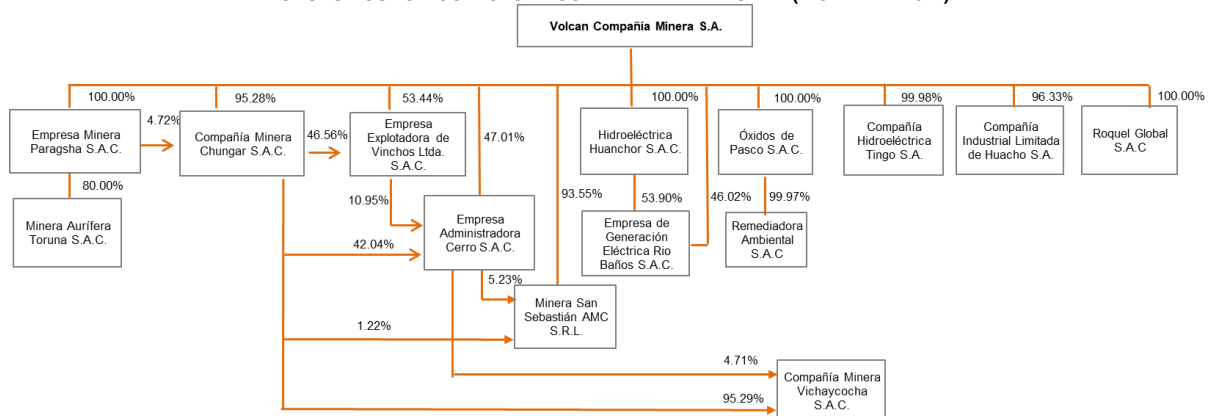 Volcan Compañia Minera S.A.
100.00%
95.28%
53.44%
100.00%
100.00%
99.98%
96.33%
100.00%
Empresa Minera
Paragsha S.A.C.
4.72%
Compañía Minera
Chungar S.A.C.
46.56%
Empresa
Explotadora de
Vinchos Ltda.
S.A.C.
47.01%
Hidroeléctrica
Huanchor S.A.C.
Óxidos de
Pasco S.A.C.
Compañía
Hidroeléctrica
Tingo S.A.
Compañía
Industrial Limitada
de Huacho S.A.
Roquel Global
S.A.C
80.00%
10.95%
93.55%
53.90%
46.02%
99.97%
Minera Aurífera
Toruna S.A.C.
42.04%
Empresa
Administradora
Cerro S.A.C.
Empresa de
Generación
Eléctrica Rio
Baños S.A.C.
Remediadora
Ambiental
S.A.C
5.23%
Minera San
Sebastián AMC
S.R.L.
1.22%
4.71%
Compañía Minera
Vichaycocha
S.A.C.
95.29%